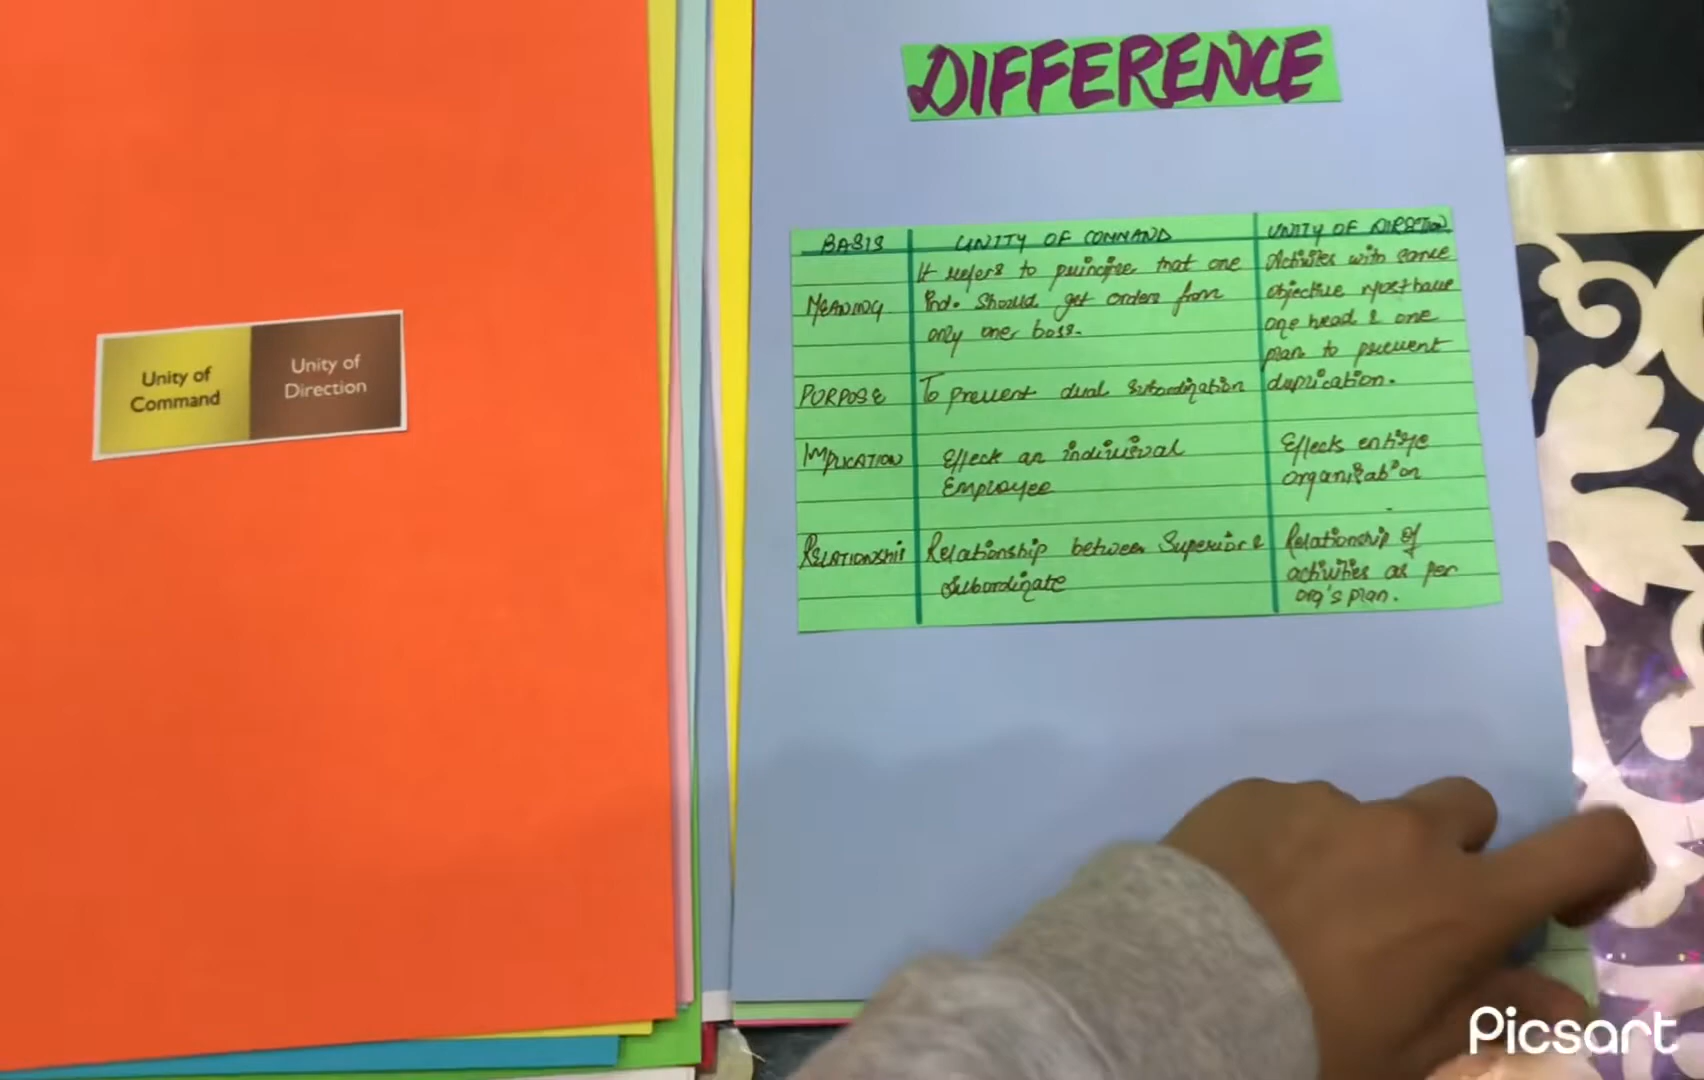 Unity of
Command
Unity of
Direction
DIFFERENCE
BASIS
UNITY OF COMMAND
UNITY OF DIRECTION
MEANING
It refers to principle that one
ind. Should get orders from
only one boss.
Activities with same
objective must have
one head & one
plan to prevent
duplication.
PURPOSE
To prevent dual subordination
IMPLICATION
Effect an individual
Employee
Effects entire
organisation
RELATIONSHIP
Relationship between Superior &
Subordinate
Relationship of
activities as per
org's plan.
Picsart